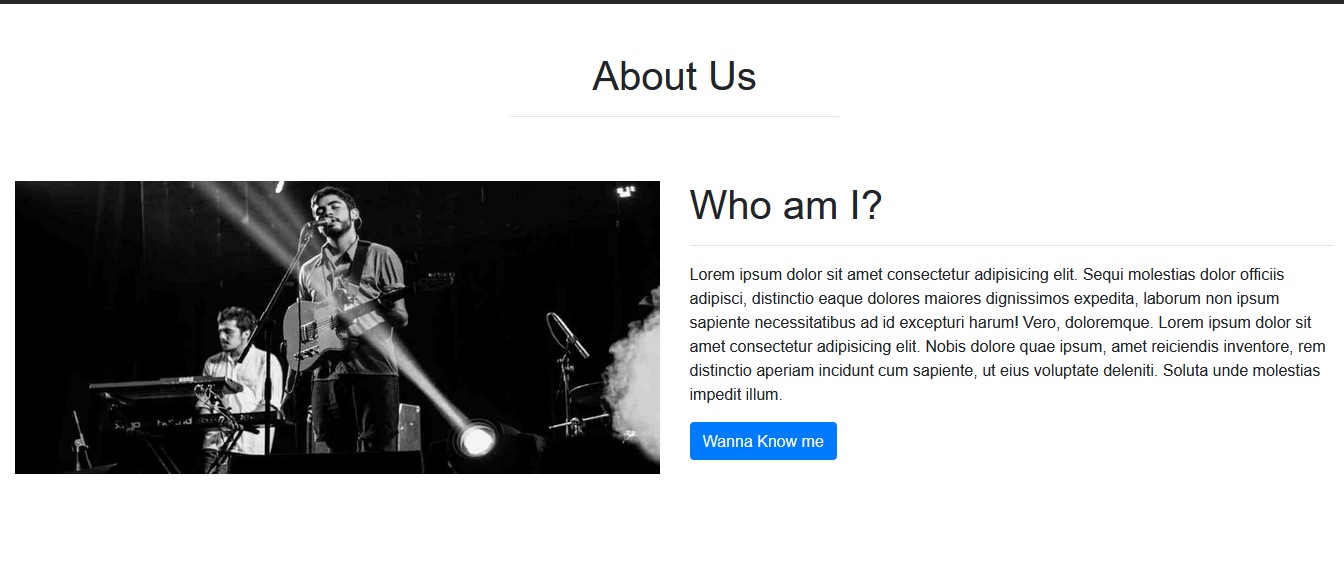 About Us
Who am I?
Lorem ipsum dolor sit amet consectetur adipisicing elit. Sequi molestias dolor officiis
adipisci, distinctio eaque dolores maiores dignissimos expedita, laborum non ipsum
sapiente necessitatibus ad id excepturi harum! Vero, doloremque. Lorem ipsum dolor sit
amet consectetur adipisicing elit. Nobis dolore quae ipsum, amet reiciendis inventore, rem
distinctio aperiam incidunt cum sapiente, ut eius voluptate deleniti. Soluta unde molestias
impedit illum.
Wanna Know me